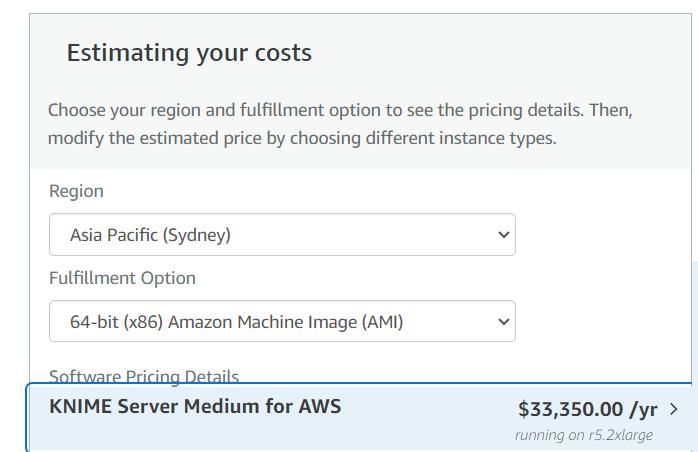 Estimating your costs
Choose your region and fulfillment option to see the pricing details. Then,
modify the estimated price by choosing different instance types.
Region
Asia Pacific (Sydney)
Fulfillment Option
64-bit (x86) Amazon Machine Image (AMI)
Software Pricing Details
KNIME Server Medium for AWS
$33,350.00 /yr
running on r5.2xlarge